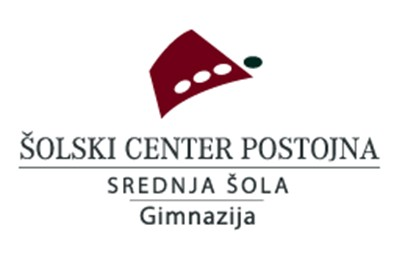 ŠOLSKI CENTER POSTOJNA
SREDNJA ŠOLA
Gimnazija